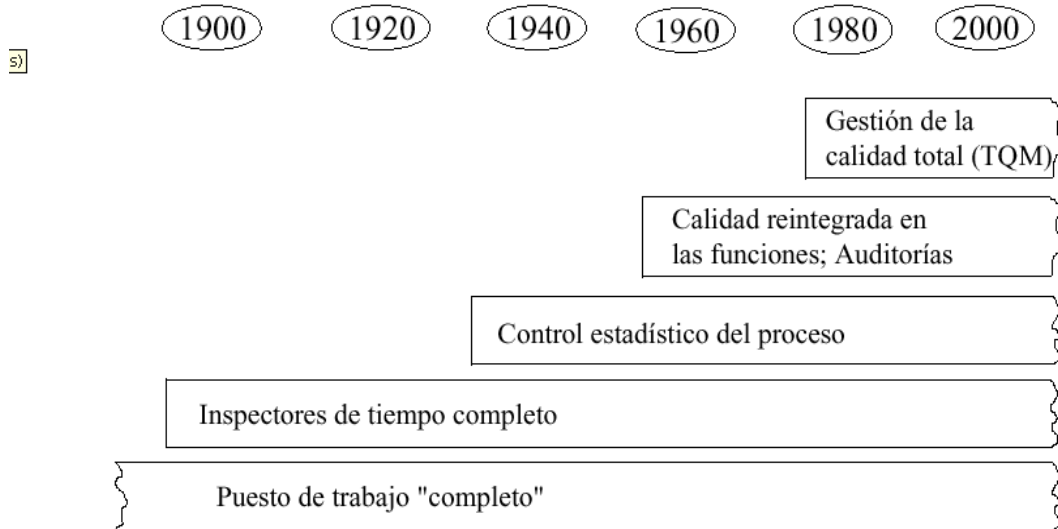 1900 1920 1940 1960 1980 2000
s)
Gestión de la
calidad total (TQM)
Calidad reintegrada en
las funciones; Auditorías
Control estadístico del proceso
Inspectores de tiempo completo
Puesto de trabajo "completo"